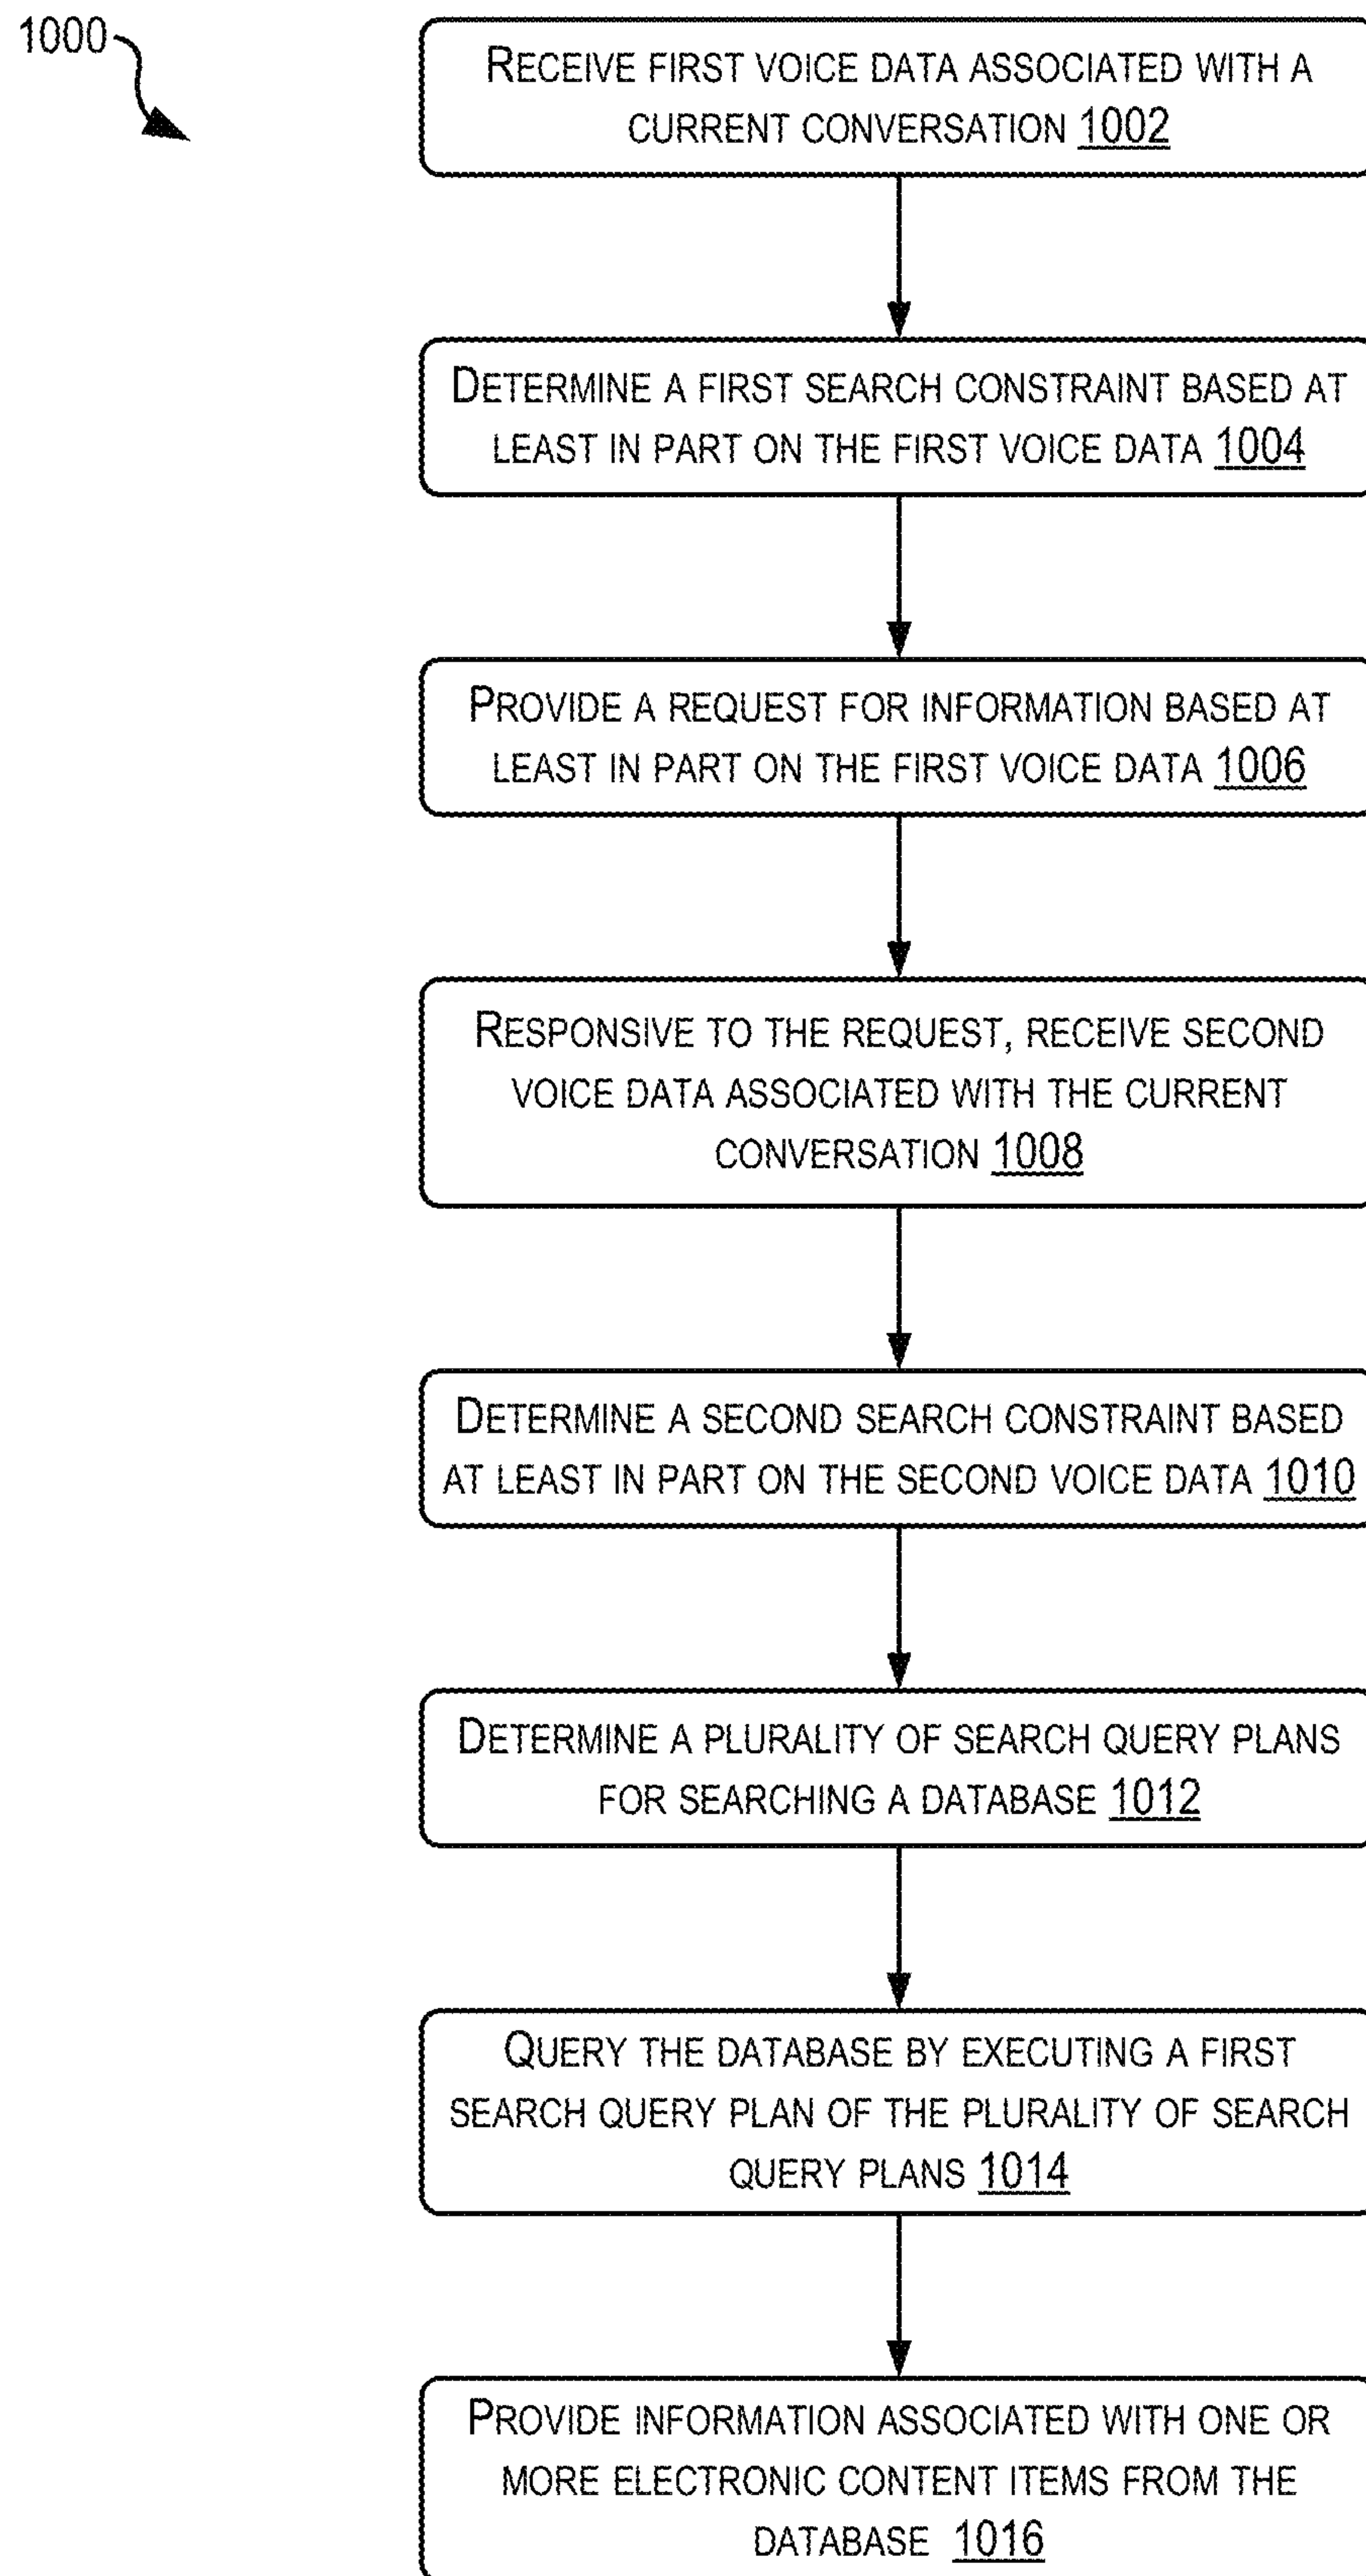 1000
RECEIVE FIRST VOICE DATA ASSOCIATED WITH A
CURRENT CONVERSATION 1002
DETERMINE A FIRST SEARCH CONSTRAINT BASED AT
LEAST IN PART ON THE FIRST VOICE DATA 1004
PROVIDE A REQUEST FOR INFORMATION BASED AT
LEAST IN PART ON THE FIRST VOICE DATA 1006
RESPONSIVE TO THE REQUEST, RECEIVE SECOND
VOICE DATA ASSOCIATED WITH THE CURRENT
CONVERSATION 1008
DETERMINE A SECOND SEARCH CONSTRAINT BASED
AT LEAST IN PART ON THE SECOND VOICE DATA 1010
DETERMINE A PLURALITY OF SEARCH QUERY PLANS
FOR SEARCHING A DATABASE 1012
QUERY THE DATABASE BY EXECUTING A FIRST
SEARCH QUERY PLAN OF THE PLURALITY OF SEARCH
QUERY PLANS 1014
PROVIDE INFORMATION ASSOCIATED WITH ONE OR
MORE ELECTRONIC CONTENT ITEMS FROM THE
DATABASE 1016